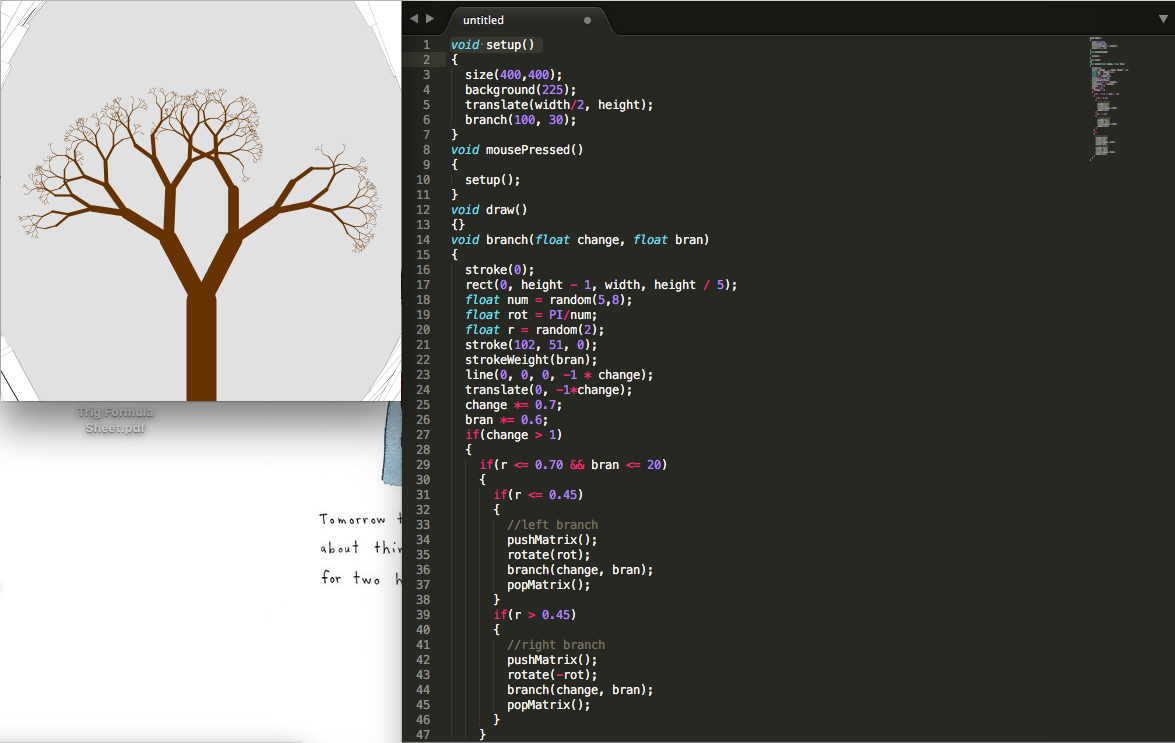 Trig Formula
Sheet.pdf
Tomorrow
about
for two
untitled
1 void setup()
2 {
3 size(400,400);
4 background(225);
5 translate(width/2, height);
6 branch(100, 30);
7 }
8 void mousePressed()
9 {
10 setup();
11 }
12 void draw()
13 {}
14 void branch(float change, float bran)
15 {
16 stroke(0);
17 rect(0, height - 1, width, height / 5);
18 float num = random(5,8);
19 float rot = PI/num;
20 float r = random(2);
21 stroke(102, 51, 0);
22 strokeWeight(bran);
23 line(0, 0, 0, -1 * change);
24 translate(0, -1*change);
25 change *= 0.7;
26 bran *= 0.6;
27 if(change > 1)
28 {
29 if(r <= 0.70 && bran <= 20)
30 {
31 if(r <= 0.45)
32 {
33 //left branch
34 pushMatrix();
35 rotate(rot);
36 branch(change, bran);
37 popMatrix();
38 }
39 if(r > 0.45)
40 {
41 //right branch
42 pushMatrix();
43 rotate(-rot);
44 branch(change, bran);
45 popMatrix();
46 }
47 }